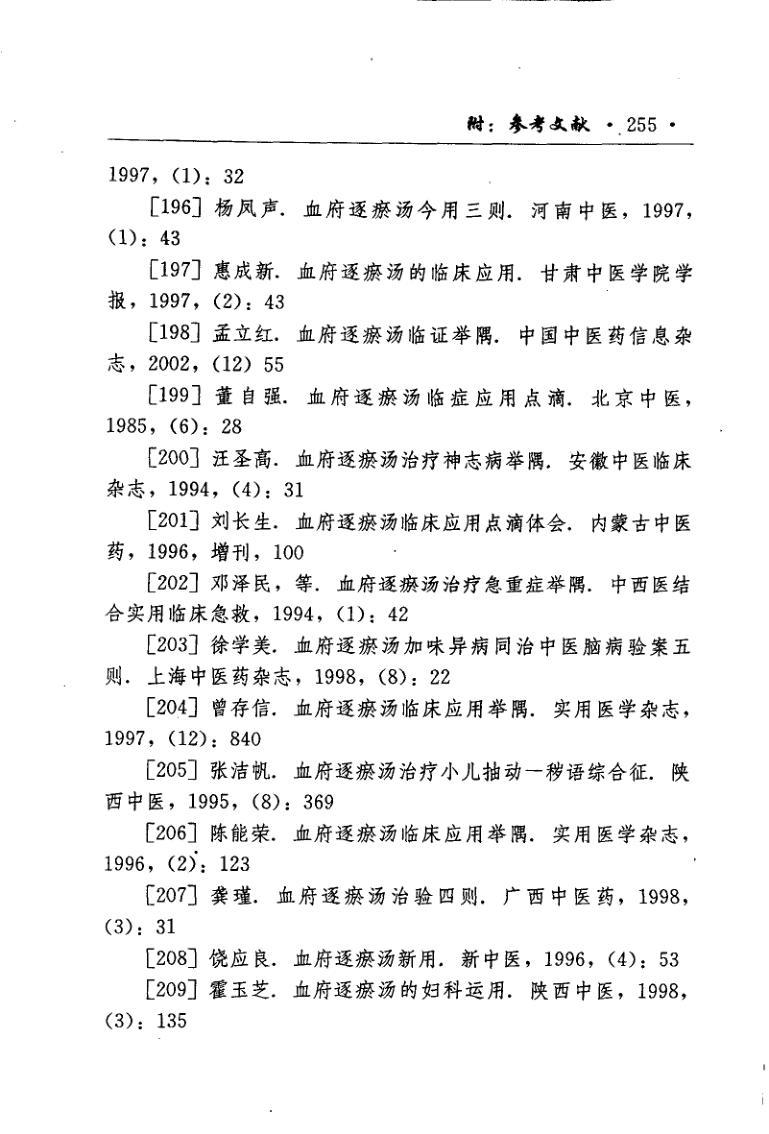 附：参考文献 · 255 ·
1997，(1)：32
[196] 杨凤声．血府逐瘀汤今用三则．河南中医，1997，
(1)：43
[197] 惠成新．血府逐瘀汤的临床应用．甘肃中医学院学
报，1997，(2)：43
[198] 孟立红．血府逐瘀汤临证举隅．中国中医药信息杂
志，2002，(12) 55
[199] 董自强．血府逐瘀汤临症应用点滴．北京中医，
1985，(6)：28
[200] 汪圣高．血府逐瘀汤治疗神志病举隅．安徽中医临床
杂志，1994，(4)：31
[201] 刘长生．血府逐瘀汤临床应用点滴体会．内蒙古中医
药，1996，增刊，100
[202] 邓泽民，等．血府逐瘀汤治疗急重症举隅．中西医结
合实用临床急救，1994，(1)：42
[203] 徐学美．血府逐瘀汤加味异病同治中医脑病验案五
则．上海中医药杂志，1998，(8)：22
[204] 曾存信．血府逐瘀汤临床应用举隅．实用医学杂志，
1997，(12)：840
[205] 张洁帆．血府逐瘀汤治疗小儿抽动一秽语综合征．陕
西中医，1995，(8)：369
[206] 陈能荣．血府逐瘀汤临床应用举隅．实用医学杂志，
1996，(2)：123
[207] 龚瑾．血府逐瘀汤治验四则．广西中医药，1998，
(3)：31
[208] 饶应良．血府逐瘀汤新用．新中医，1996，(4)：53
[209] 霍玉芝．血府逐瘀汤的妇科运用．陕西中医，1998，
(3)：135